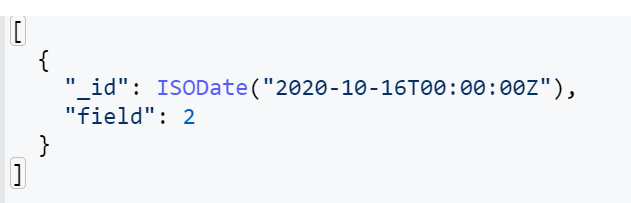 [
  {
    "_id": ISODate("2020-10-16T00:00:00Z"),
    "field": 2
  }
]